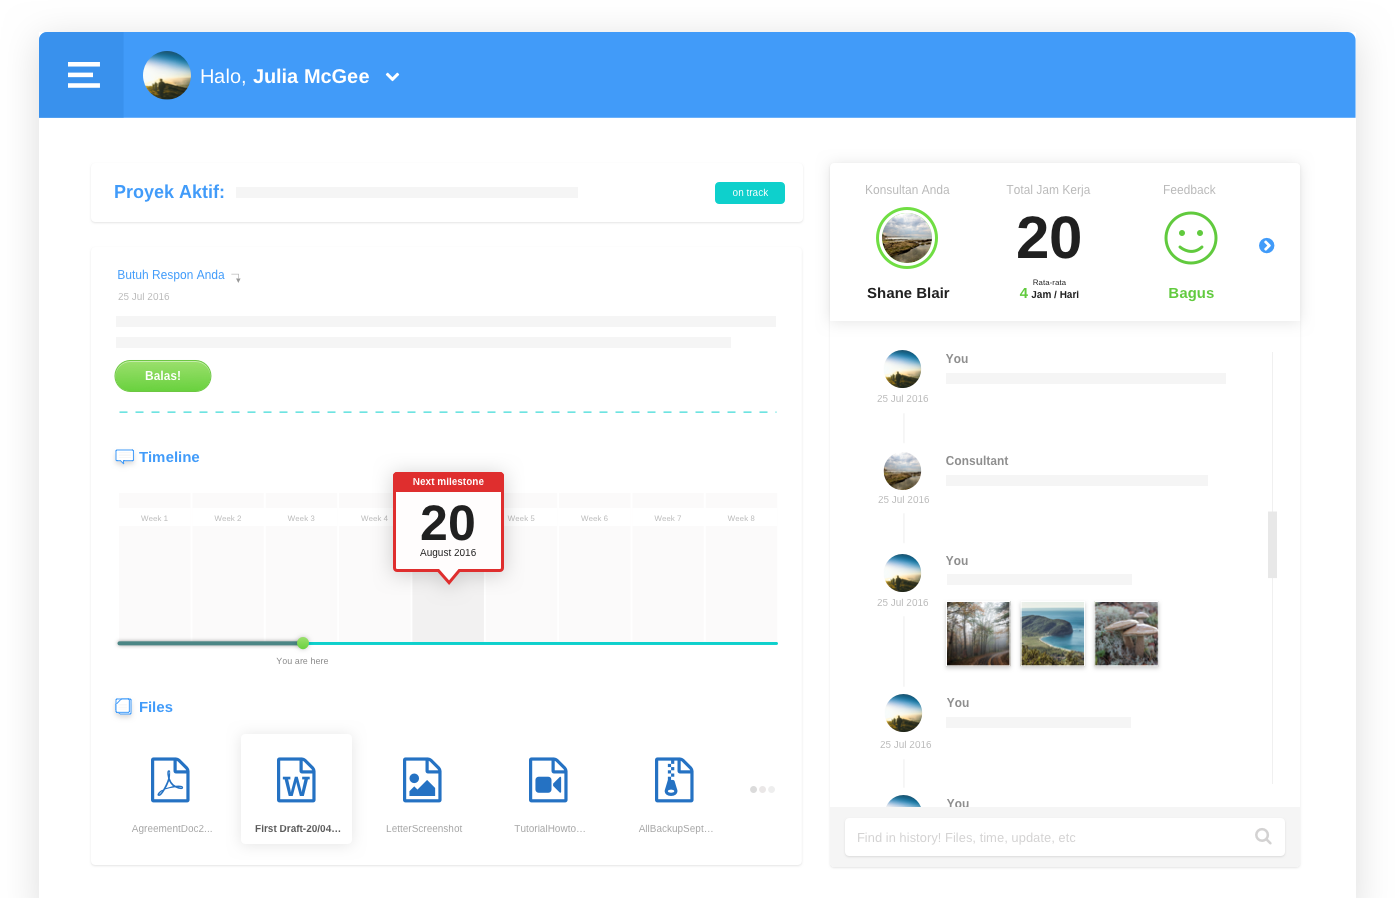 Halo, Julia McGee
Proyek Aktif:
on track
Butuh Respon Anda
25 Jul 2016
Balas!
Timeline
Next milestone
20
August 2016
Week 1
Week 2
Week 3
Week 4
Week 5
Week 6
Week 7
Week 8
You are here
Files
W
AgreementDoc2...
First Draft-20/04...
LetterScreenshot
TutorialHowto...
AllBackupSept...
Konsultan Anda
Total Jam Kerja
Feedback
20
Rata-rata
Shane Blair
4 Jam / Hari
Bagus
You
25 Jul 2016
Consultant
25 Jul 2016
You
25 Jul 2016
You
25 Jul 2016
You
Find in history! Files, time, update, etc